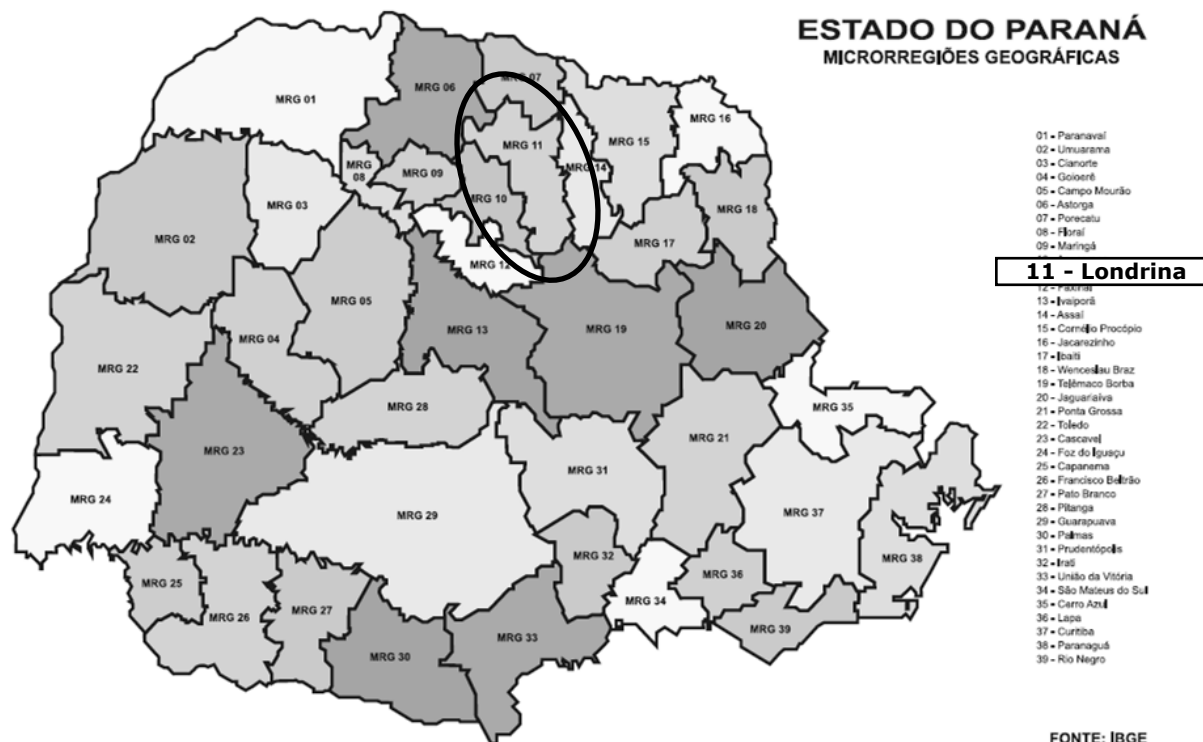 ESTADO DO PARANÁ
MICRORREGIÕES GEOGRÁFICAS
MRG 01
MRG 06
MRG 07
MRG 15
MRG 16
MRG 11
MRG 14
MRG
08
MRG 09
MRG 10
MRG 03
MRG 18
MRG 02
MRG 17
MRG 12
MRG 05
MRG 13
MRG 19
MRG 20
MRG 04
MRG 22
MRG 28
MRG 35
MRG 21
MRG 23
MRG 31
MRG 24
MRG 29
MRG 37
MRG 32
MRG 38
MRG 25
MRG 36
MRG 34
MRG 27
MRG 26
MRG 33
MRG 39
MRG 30
01 - Paranavaí
02 - Umuarama
03 - Cianorte
04 - Goioerê
05 - Campo Mourão
06 - Astorga
07 - Porecatu
08 - Floraí
09 - Maringá
11 - Londrina
12 - Faxinal
13 - Ivaiporã
14 - Assaí
15 - Cornélio Procópio
16 - Jacarezinho
17 - Ibaiti
18 - Wenceslau Braz
19 - Telêmaco Borba
20 - Jaguariaíva
21 - Ponta Grossa
22 - Toledo
23 - Cascavel
24 - Foz do Iguaçu
25 - Capanema
26 - Francisco Beltrão
27 - Pato Branco
28 - Pitanga
29 - Guarapuava
30 - Palmas
31 - Prudentópolis
32 - Irati
33 - União da Vitória
34 - São Mateus do Sul
35 - Cerro Azul
36 - Lapa
37 - Curitiba
38 - Paranaguá
39 - Rio Negro
FONTE: IBGE